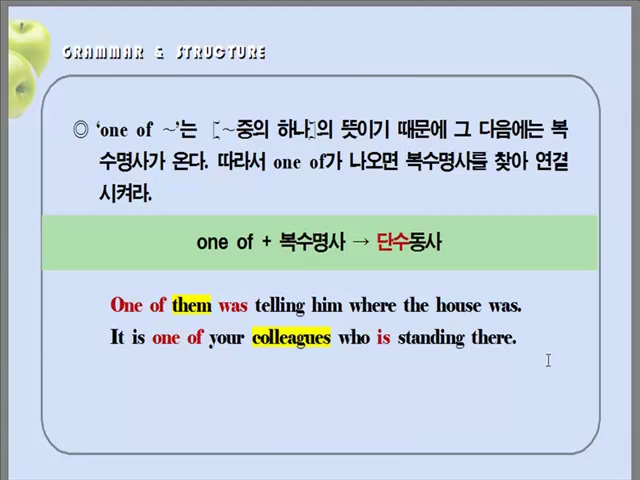 GRAMMAR & STRUCTURE
◎ ‘one of ~’는 〖~중의 하나〗의 뜻이기 때문에 그 다음에는 복
수명사가 온다. 따라서 one of가 나오면 복수명사를 찾아 연결
시켜라.
one of + 복수명사 → 단수동사
One of them was telling him where the house was.
It is one of your colleagues who is standing there.